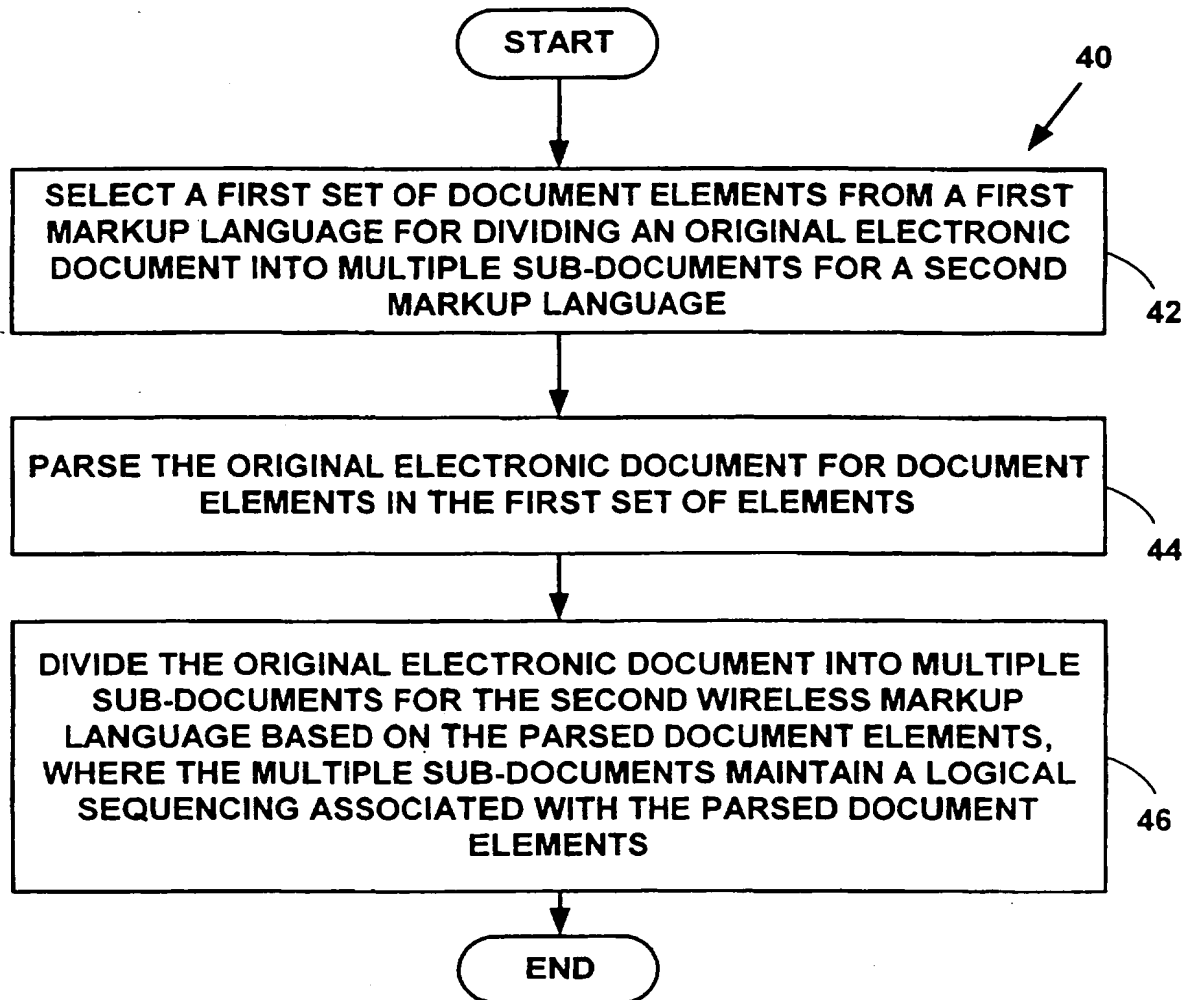 START
40
SELECT A FIRST SET OF DOCUMENT ELEMENTS FROM A FIRST
MARKUP LANGUAGE FOR DIVIDING AN ORIGINAL ELECTRONIC
DOCUMENT INTO MULTIPLE SUB-DOCUMENTS FOR A SECOND
MARKUP LANGUAGE
42
PARSE THE ORIGINAL ELECTRONIC DOCUMENT FOR DOCUMENT
ELEMENTS IN THE FIRST SET OF ELEMENTS
44
DIVIDE THE ORIGINAL ELECTRONIC DOCUMENT INTO MULTIPLE
SUB-DOCUMENTS FOR THE SECOND WIRELESS MARKUP
LANGUAGE BASED ON THE PARSED DOCUMENT ELEMENTS,
WHERE THE MULTIPLE SUB-DOCUMENTS MAINTAIN A LOGICAL
SEQUENCING ASSOCIATED WITH THE PARSED DOCUMENT
ELEMENTS
46
END